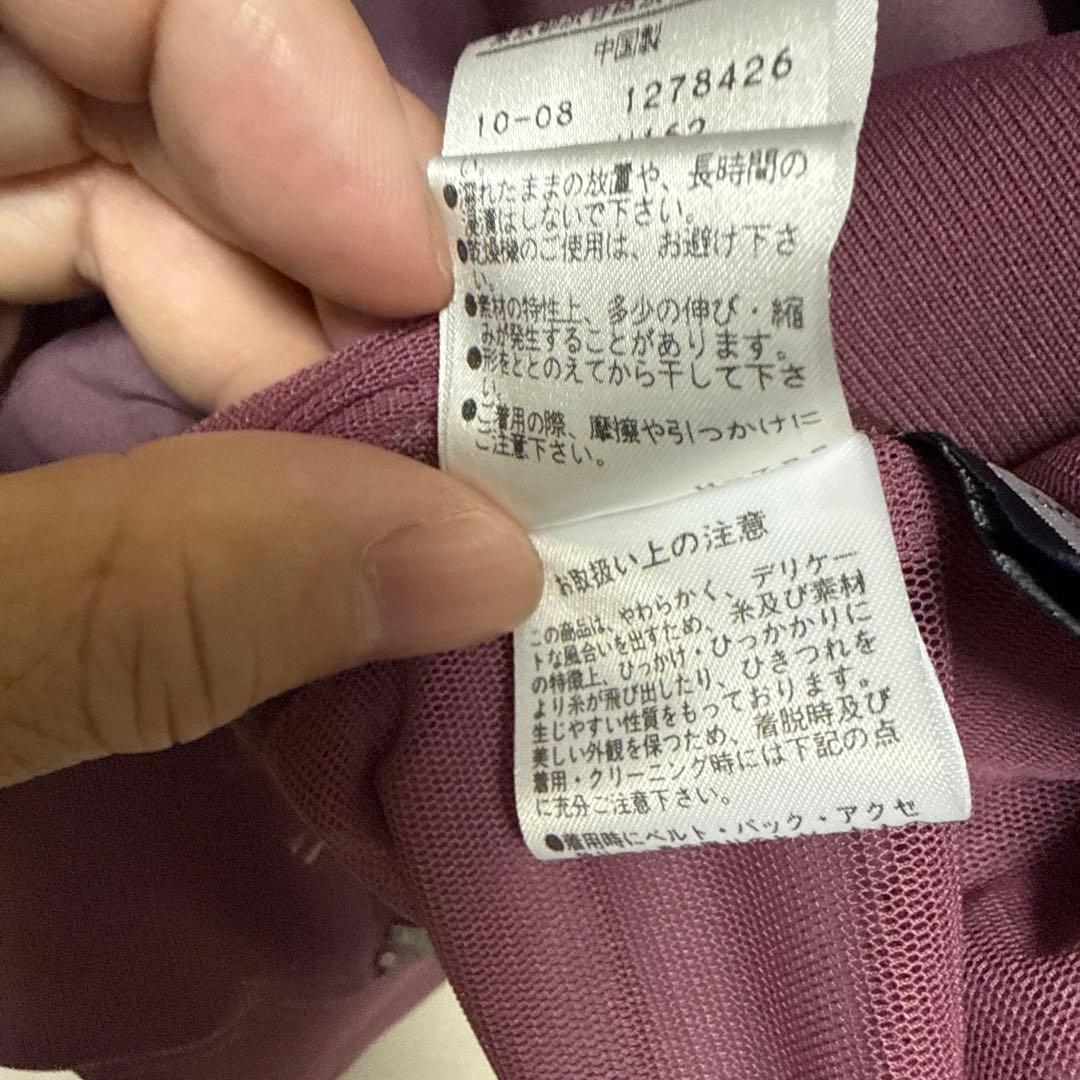 中国製
10-08 1278426
い。
●濡れたままの放置や、長時間の
浸漬はしないで下さい。
●乾燥機のご使用は、お避け下さ
い。
●素材の特性上、多少の伸び・縮
みが発生することがあります。
●形をととのえてから干して下さ
い。
●ご着用の際、摩擦や引っかけに
ご注意下さい。
お取扱い上の注意
この商品は、やわらかく、デリケー
トな風合いを出すため、糸及び素材
の特徴上、ひっかけ・ひっかかりに
より糸が飛び出したり、ひきつれを
生じやすい性質をもっております。
美しい外観を保つため、着脱時及び
着用・クリーニング時には下記の点
に充分ご注意下さい。
●着用時にベルト・バック・アクセ